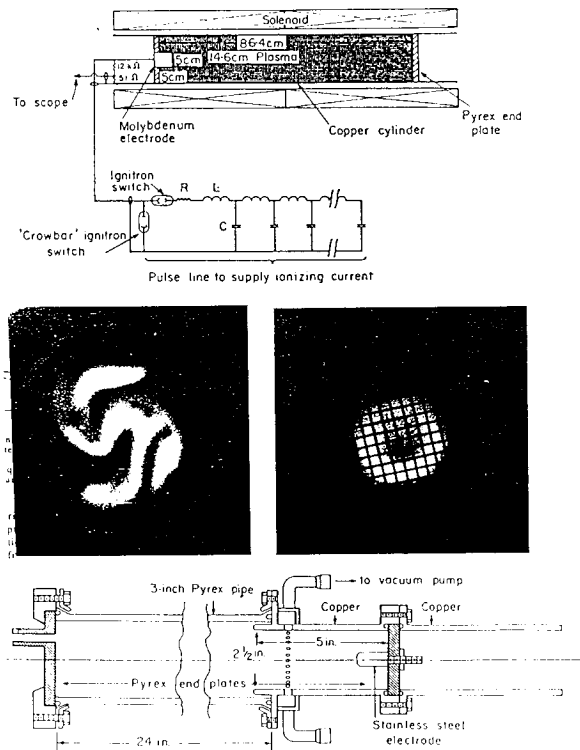 Solenoid
86·4cm
5cm
14·6cm Plasma
12 kΩ
51 Ω
5cm
To scope
Molybdenum
electrode
Copper cylinder
Pyrex end
plate
Ignitron
switch
R
L
'Crowbar' ignitron
switch
C
Pulse line to supply ionizing current
3-inch Pyrex pipe
to vacuum pump
Copper
Copper
5 in.
2 1/2 in.
Pyrex end plates
Stainless steel
electrode
24 in.